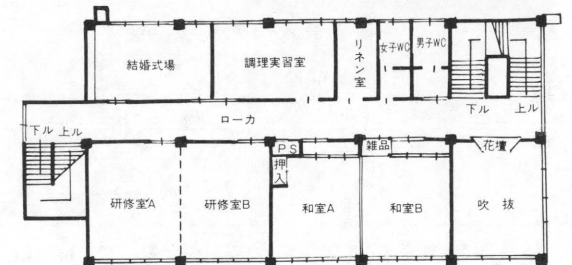 結婚式場
調理実習室
リネン室
女子WC
男子WC
ローカ
下ル 上ル
下ル 上ル
PS
雑品
花壇
押入
研修室A
研修室B
和室A
和室B
吹抜